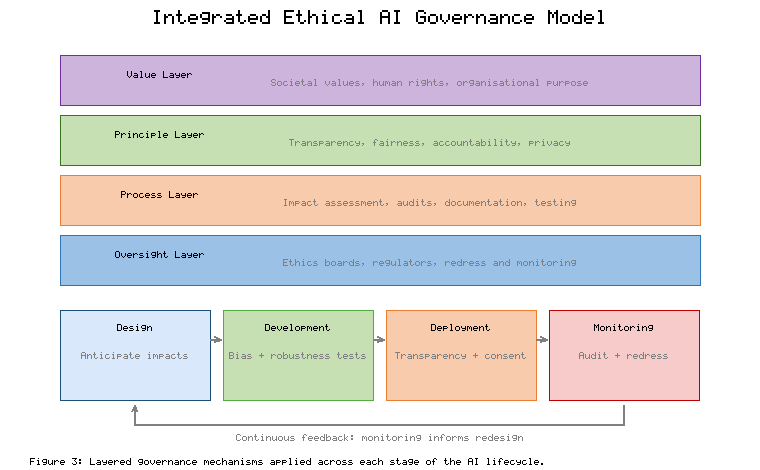 Integrated Ethical AI Governance Model
Value Layer
Societal values, human rights, organisational purpose
Principle Layer
Transparency, fairness, accountability, privacy
Process Layer
Impact assessment, audits, documentation, testing
Oversight Layer
Ethics boards, regulators, redress and monitoring
Design
Anticipate impacts
Development
Bias + robustness tests
Deployment
Transparency + consent
Monitoring
Audit + redress
Continuous feedback: monitoring informs redesign
Figure 3: Layered governance mechanisms applied across each stage of the AI lifecycle.